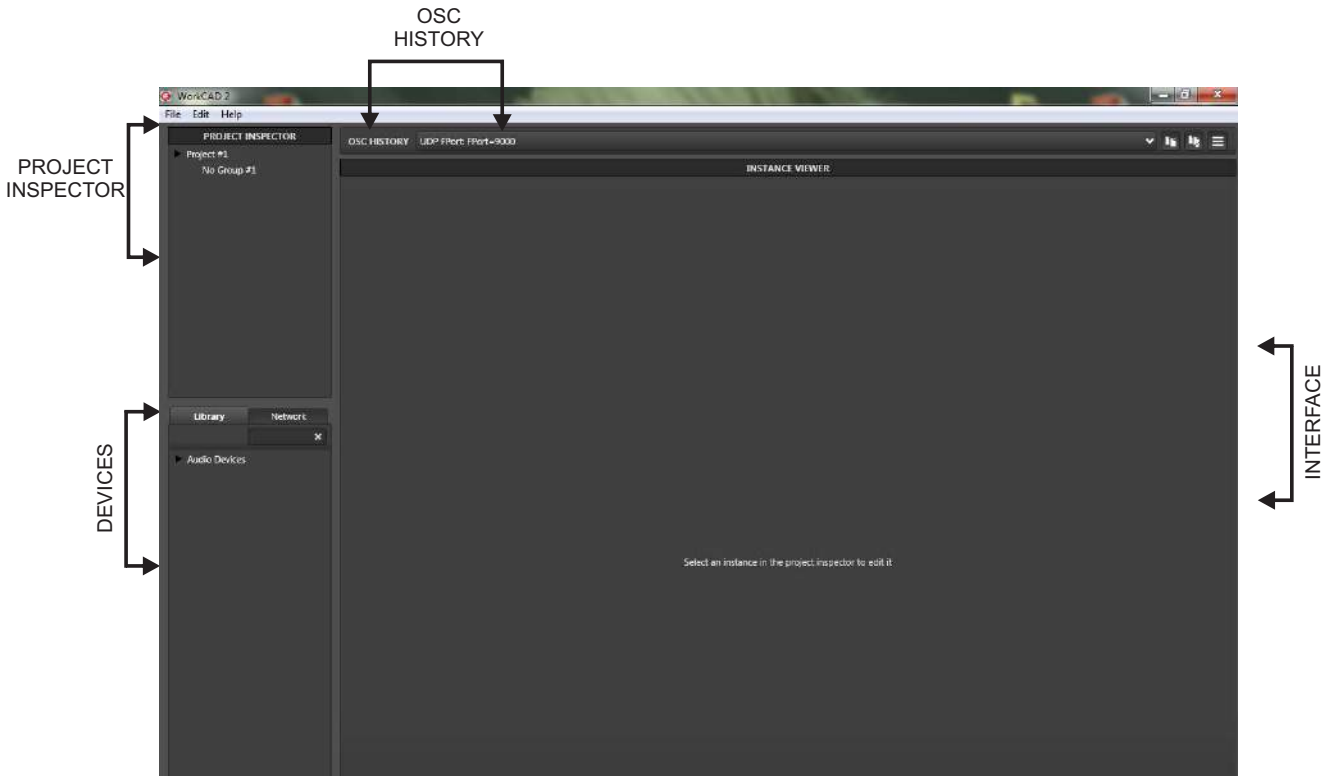 OSC
HISTORY
WorkCAD 2
File Edit Help
PROJECT INSPECTOR
OSC HISTORY UDP FPort: FPort=9000
Project #1
No Group #1
INSTANCE VIEWER
PROJECT
INSPECTOR
Library Network
Audio Devices
DEVICES
INTERFACE
Select an instance in the project inspector to edit it